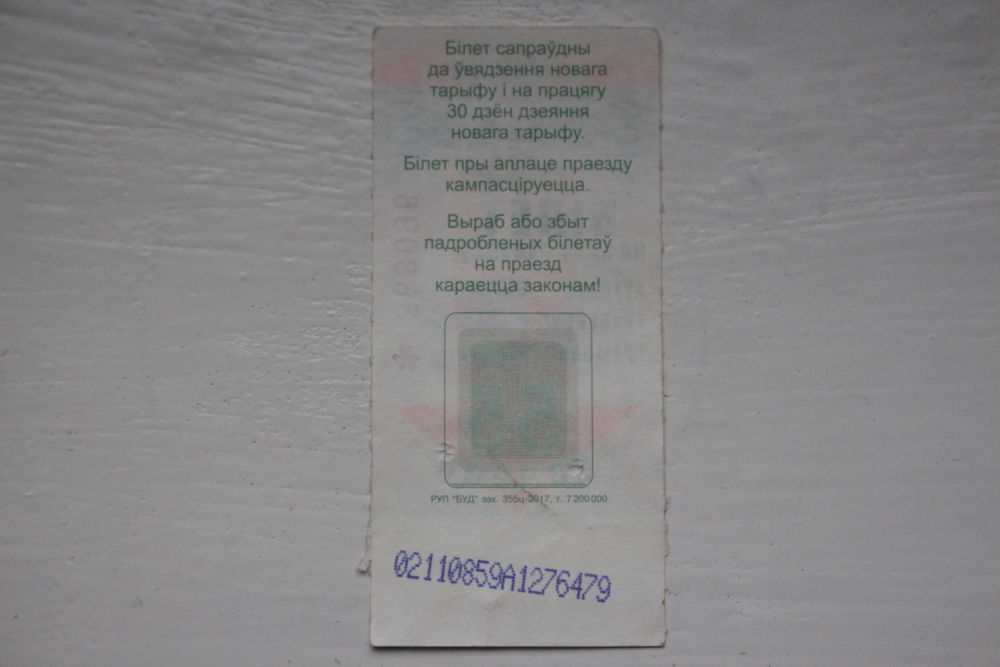 Білет сапраўдны
да ўвядзення новага
тарыфу і на працягу
30 дзён дзеяння
новага тарыфу.
Білет пры аплаце праезду
кампасціруецца.
Выраб або збыт
падробленых білетаў
на праезд
караецца законам!
РУП "БУД" зак. 355ц-2017, т. 7 200 000
02110859А1276479